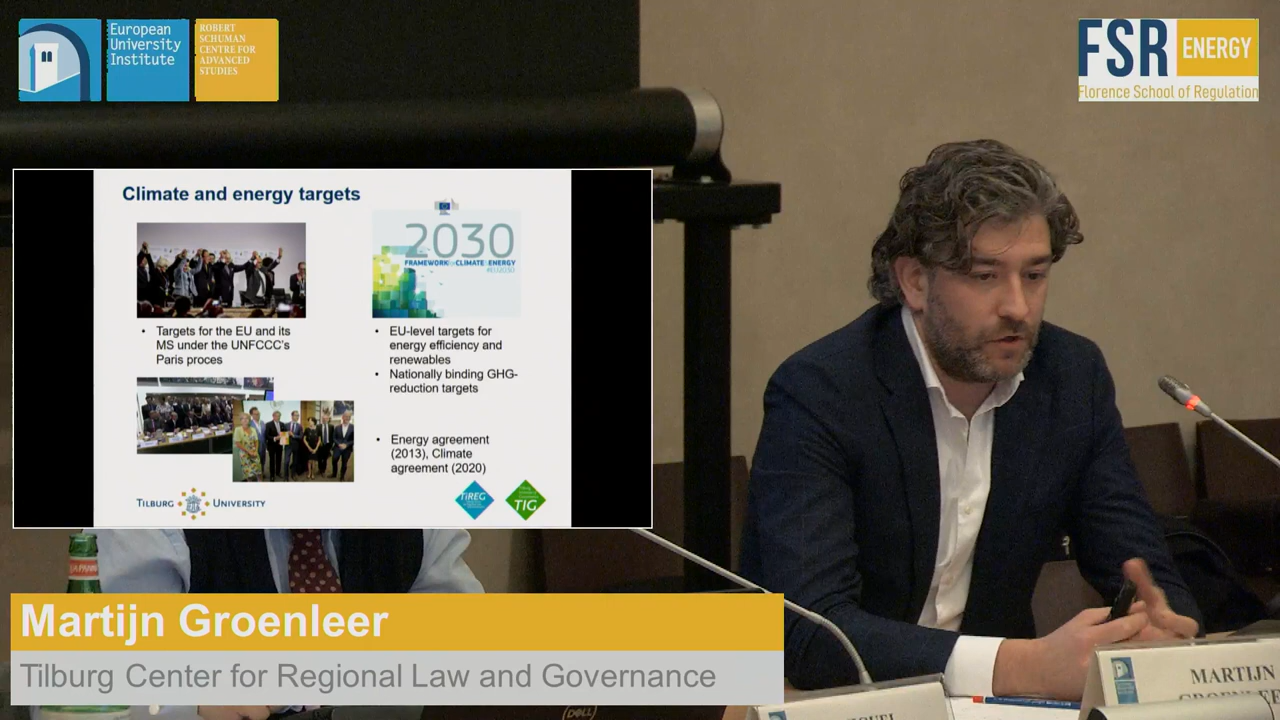 European
University
Institute
ROBERT
SCHUMAN
CENTRE FOR
ADVANCED
STUDIES
FSR ENERGY
Florence School of Regulation
Climate and energy targets
2030
FRAMEWORK FOR CLIMATE & ENERGY
#EU2030
• Targets for the EU and its
MS under the UNFCCC's
Paris proces
• EU-level targets for
energy efficiency and
renewables
• Nationally binding GHG-
reduction targets
• Energy agreement
(2013), Climate
agreement (2020)
TILBURG UNIVERSITY
TiREG
TIG
Martijn Groenleer
Tilburg Center for Regional Law and Governance
MARTIJN
DELL